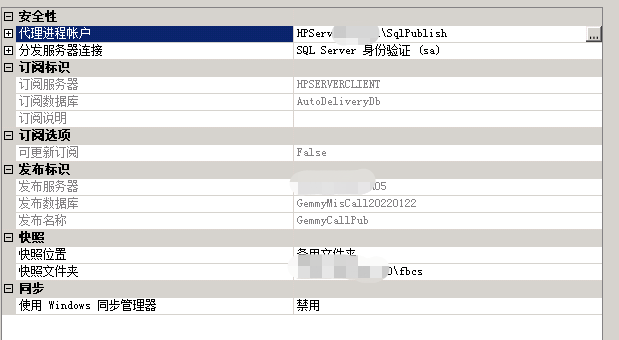 安全性
代理进程帐户 HPServ \SqlPublish ...
分发服务器连接 SQL Server 身份验证 (sa)
订阅标识
订阅服务器 HPSERVERCLIENT
订阅数据库 AutoDeliveryDb
订阅说明
订阅选项
可更新订阅 False
发布标识
发布服务器 05
发布数据库 GemmyMisCall20220122
发布名称 GemmyCallPub
快照
快照位置 备用文件夹
快照文件夹 0\fbcs
同步
使用 Windows 同步管理器 禁用